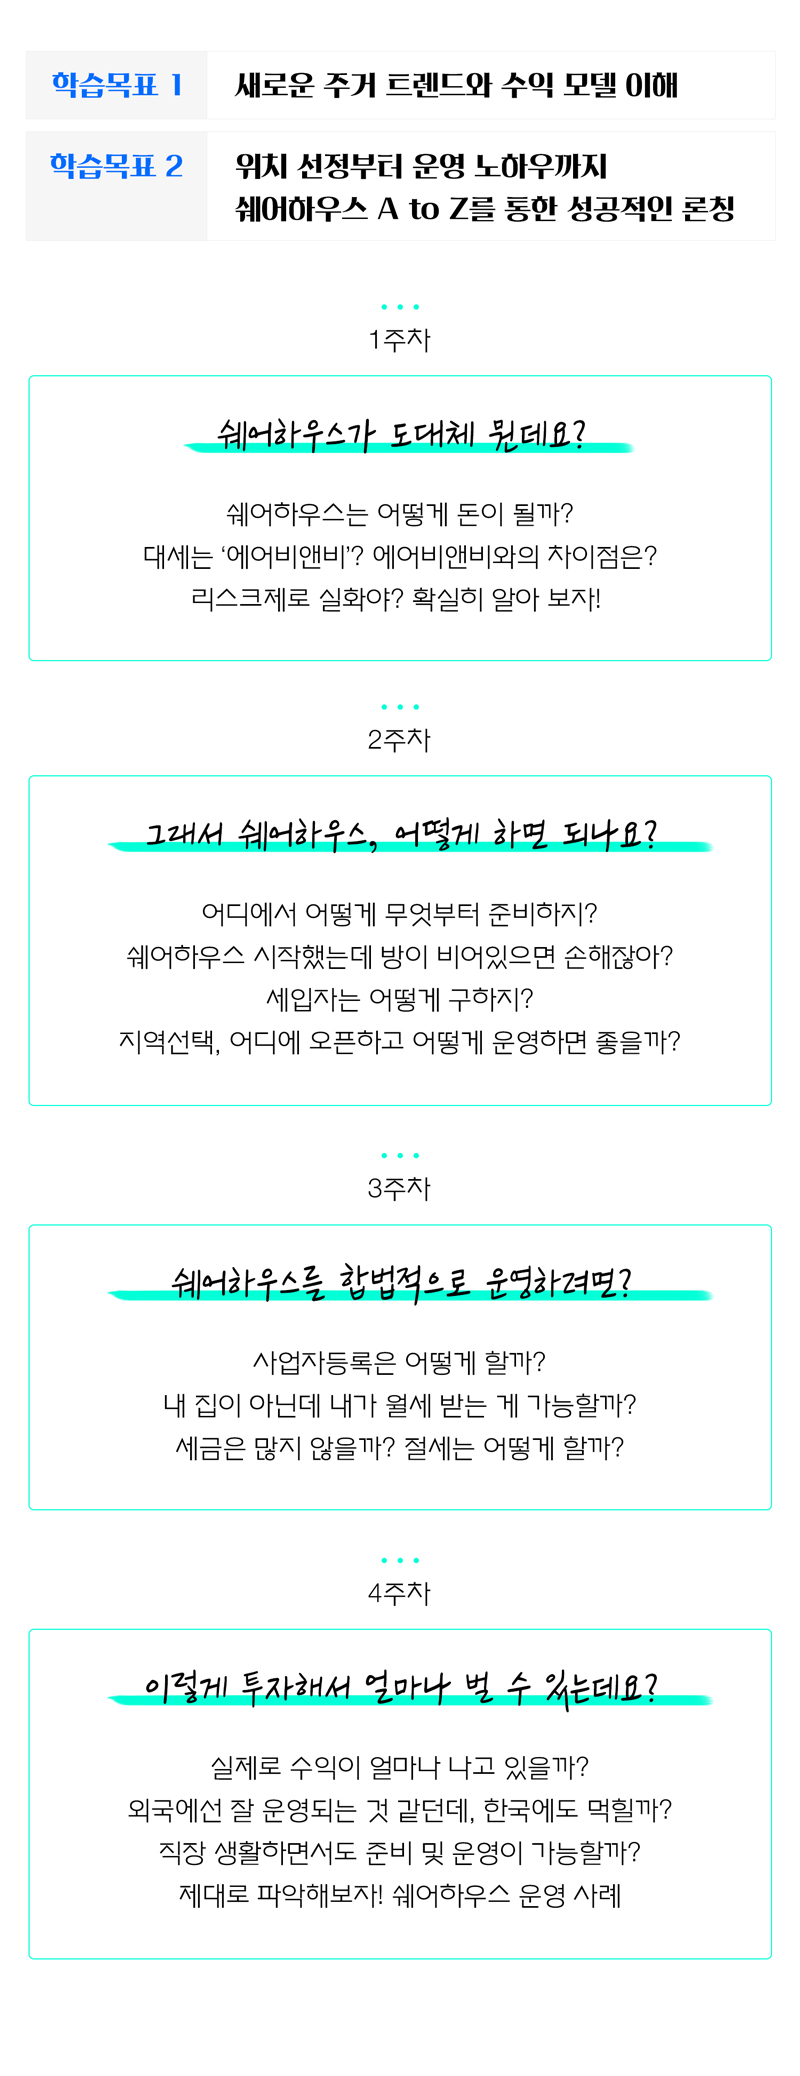 학습목표 1
새로운 주거 트렌드와 수익 모델 이해
학습목표 2
위치 선정부터 운영 노하우까지
쉐어하우스 A to Z를 통한 성공적인 론칭
1주차
쉐어하우스가 도대체 뭔데요?
쉐어하우스는 어떻게 돈이 될까?
대세는 ‘에어비앤비’? 에어비앤비와의 차이점은?
리스크제로 실화야? 확실히 알아 보자!
2주차
그래서 쉐어하우스, 어떻게 하면 되나요?
어디에서 어떻게 무엇부터 준비하지?
쉐어하우스 시작했는데 방이 비어있으면 손해잖아?
세입자는 어떻게 구하지?
지역선택, 어디에 오픈하고 어떻게 운영하면 좋을까?
3주차
쉐어하우스를 합법적으로 운영하려면?
사업자등록은 어떻게 할까?
내 집이 아닌데 내가 월세 받는 게 가능할까?
세금은 많지 않을까? 절세는 어떻게 할까?
4주차
이렇게 투자해서 얼마나 벌 수 있는데요?
실제로 수익이 얼마나 나고 있을까?
외국에선 잘 운영되는 것 같던데, 한국에도 먹힐까?
직장 생활하면서도 준비 및 운영이 가능할까?
제대로 파악해보자! 쉐어하우스 운영 사례